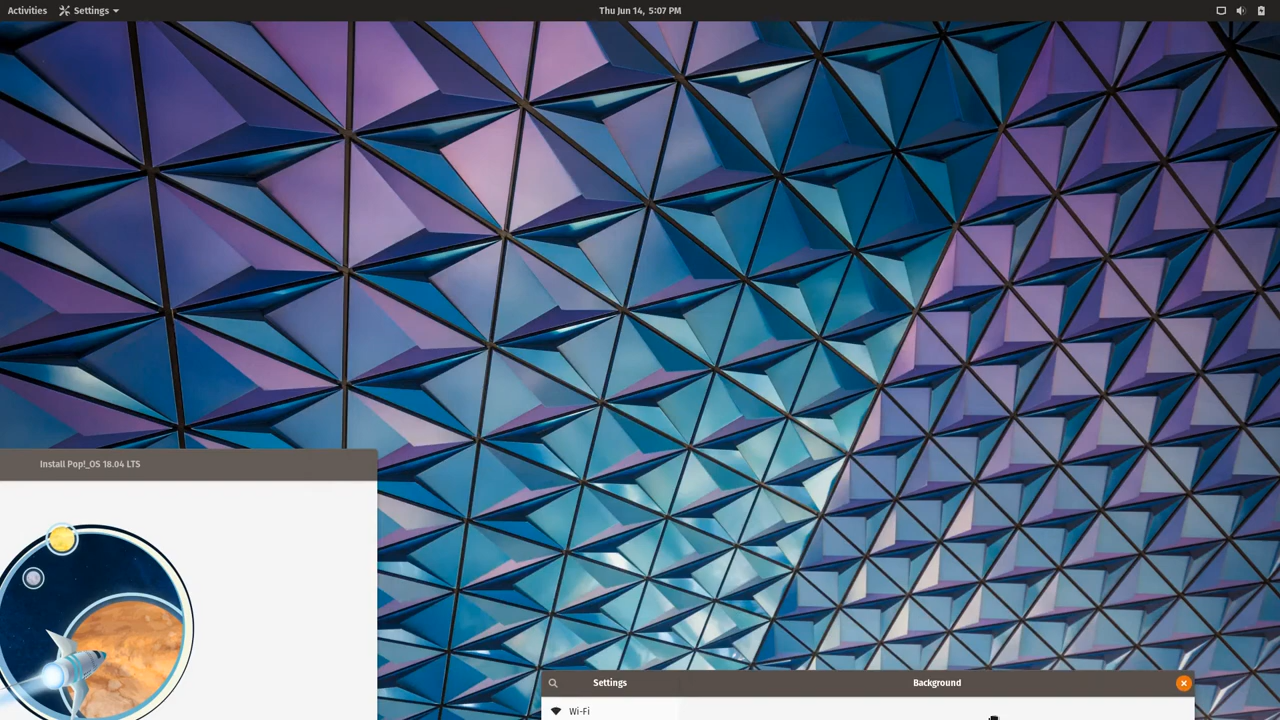 Activities
Settings
Thu Jun 14, 5:07 PM
Install Pop!_OS 18.04 LTS
Settings
Background
Wi-Fi